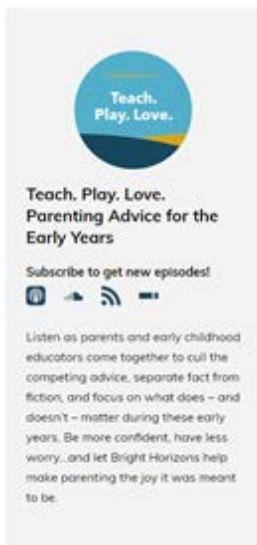 Teach.
Play. Love.
Teach. Play. Love.
Parenting Advice for the
Early Years
Subscribe to get new episodes!
Listen as parents and early childhood
educators come together to cull the
competing advice, separate fact from
fiction, and focus on what does – and
doesn't – matter during these early
years. Be more confident, have less
worry...and let Bright Horizons help
make parenting the joy it was meant
to be.